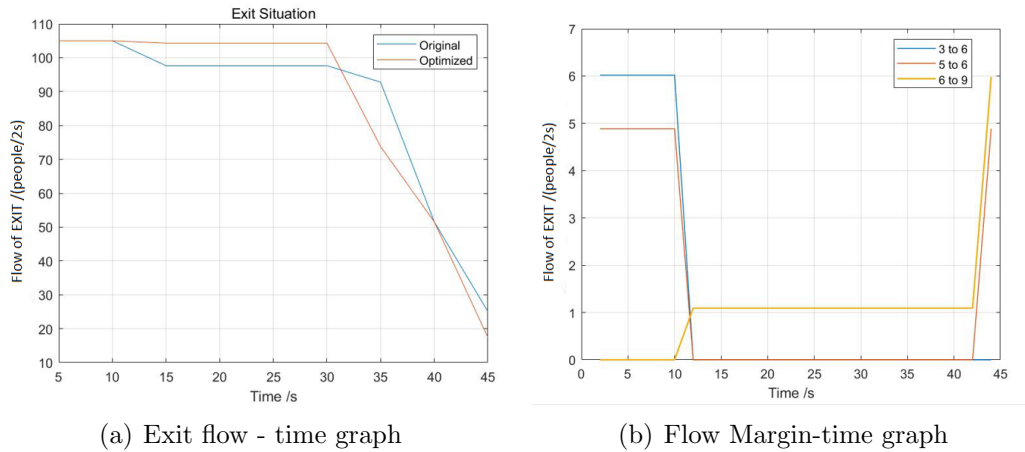 Exit Situation
110
100
90
80
70
60
50
40
30
20
10
5 10 15 20 25 30 35 40 45
Flow of EXIT /(people/2s)
Time /s
Original
Optimized
(a) Exit flow - time graph
7
6
5
4
3
2
1
0
0 5 10 15 20 25 30 35 40 45
Flow of EXIT /(people/2s)
Time /s
3 to 6
5 to 6
6 to 9
(b) Flow Margin-time graph